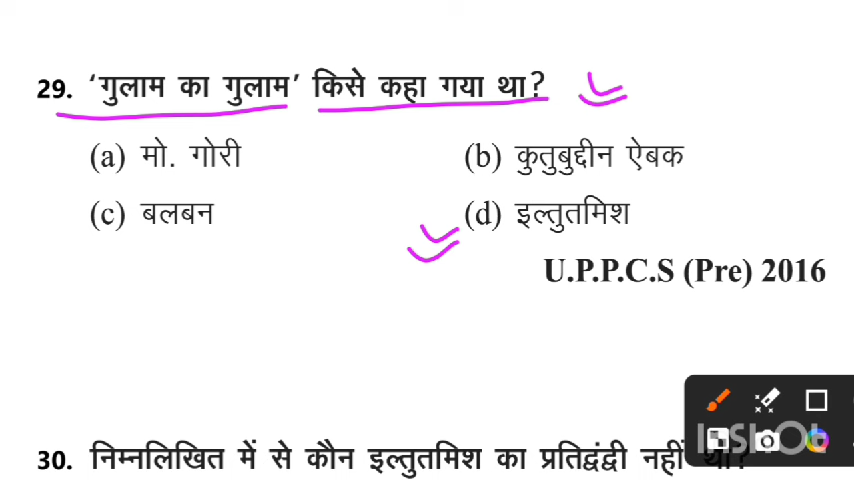 29. ‘गुलाम का गुलाम’ किसे कहा गया था?
(a) मो. गोरी (b) कुतुबुद्दीन ऐबक
(c) बलबन (d) इल्तुतमिश
U.P.P.C.S (Pre) 2016
30. निम्नलिखित में से कौन इल्तुतमिश का प्रतिद्वंद्वी नहीं था?